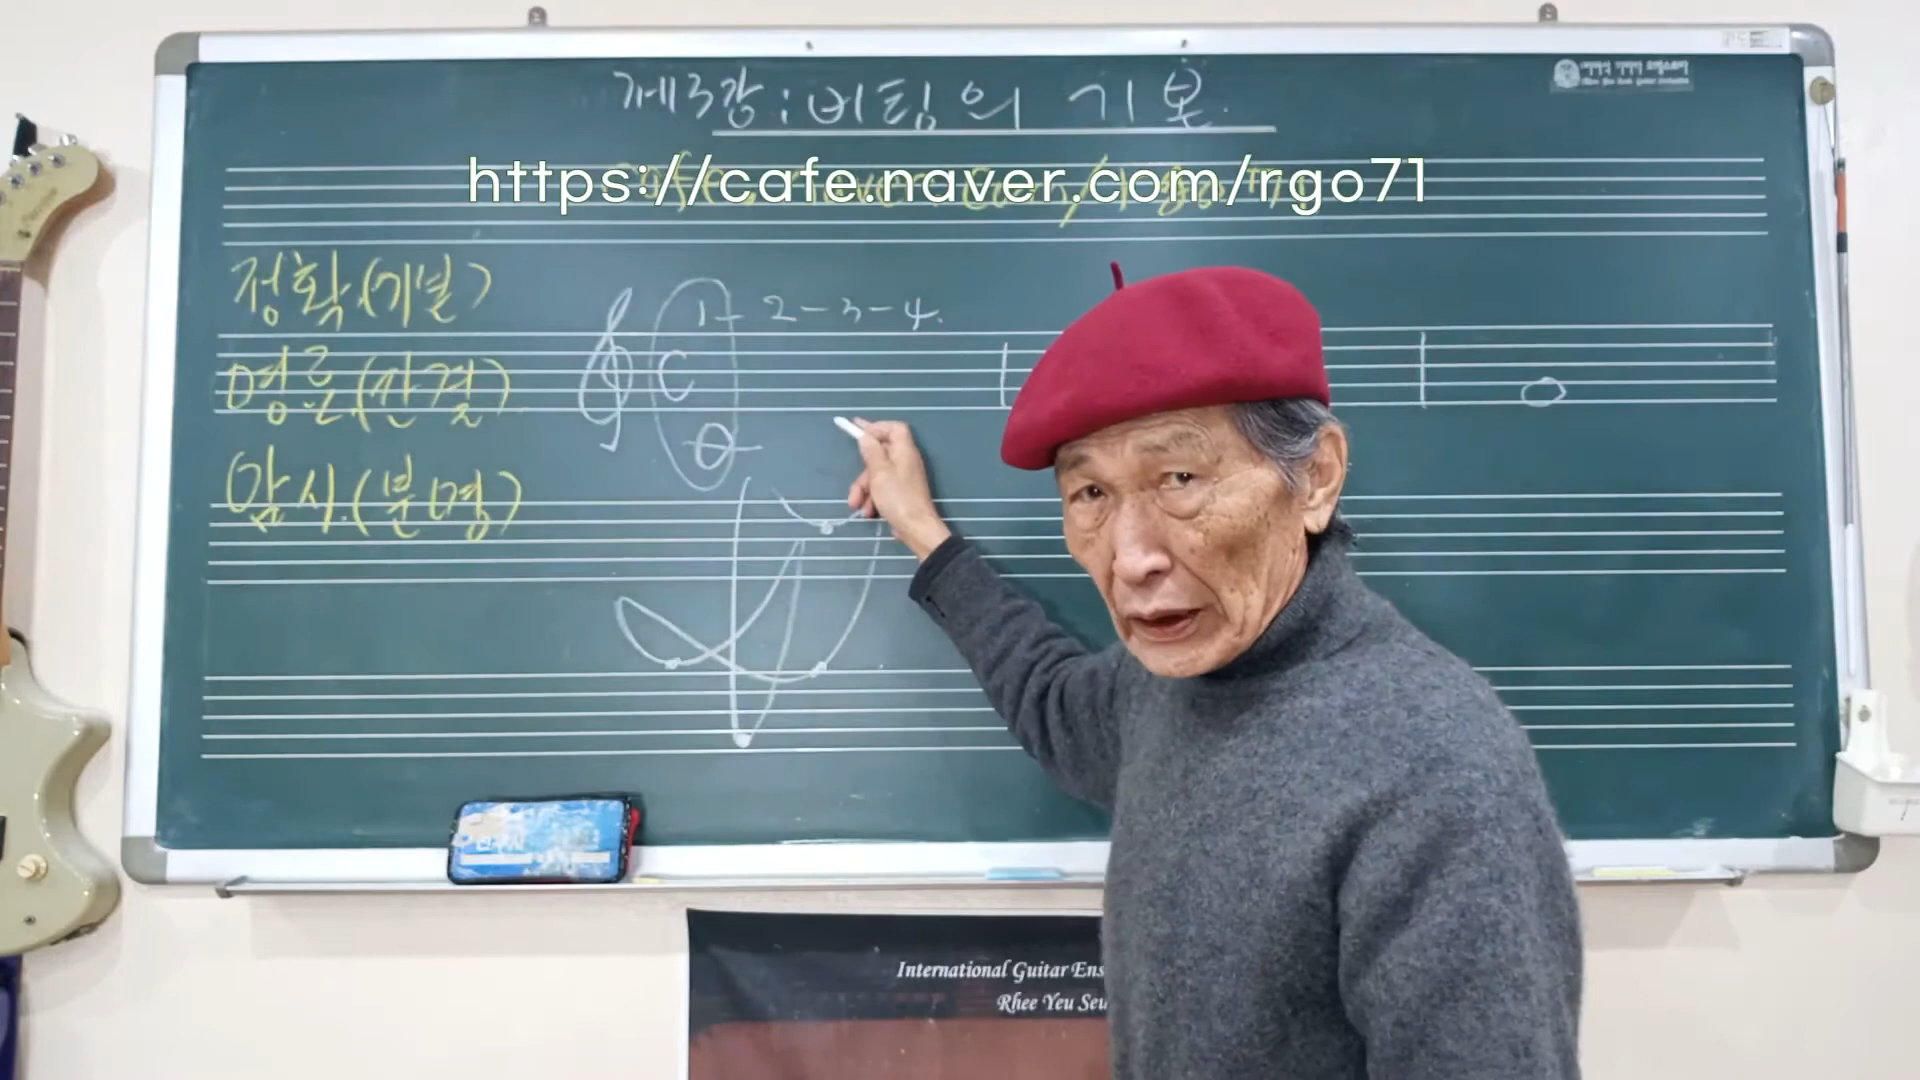 제3강 : 비팅의 기본
https://cafe.naver.com/rgo71
정확.(개별)
1 - 2 - 3 - 4.
C
명료.(간결)
암시.(분명)
International Guitar Ens
Rhee Yeu Seu